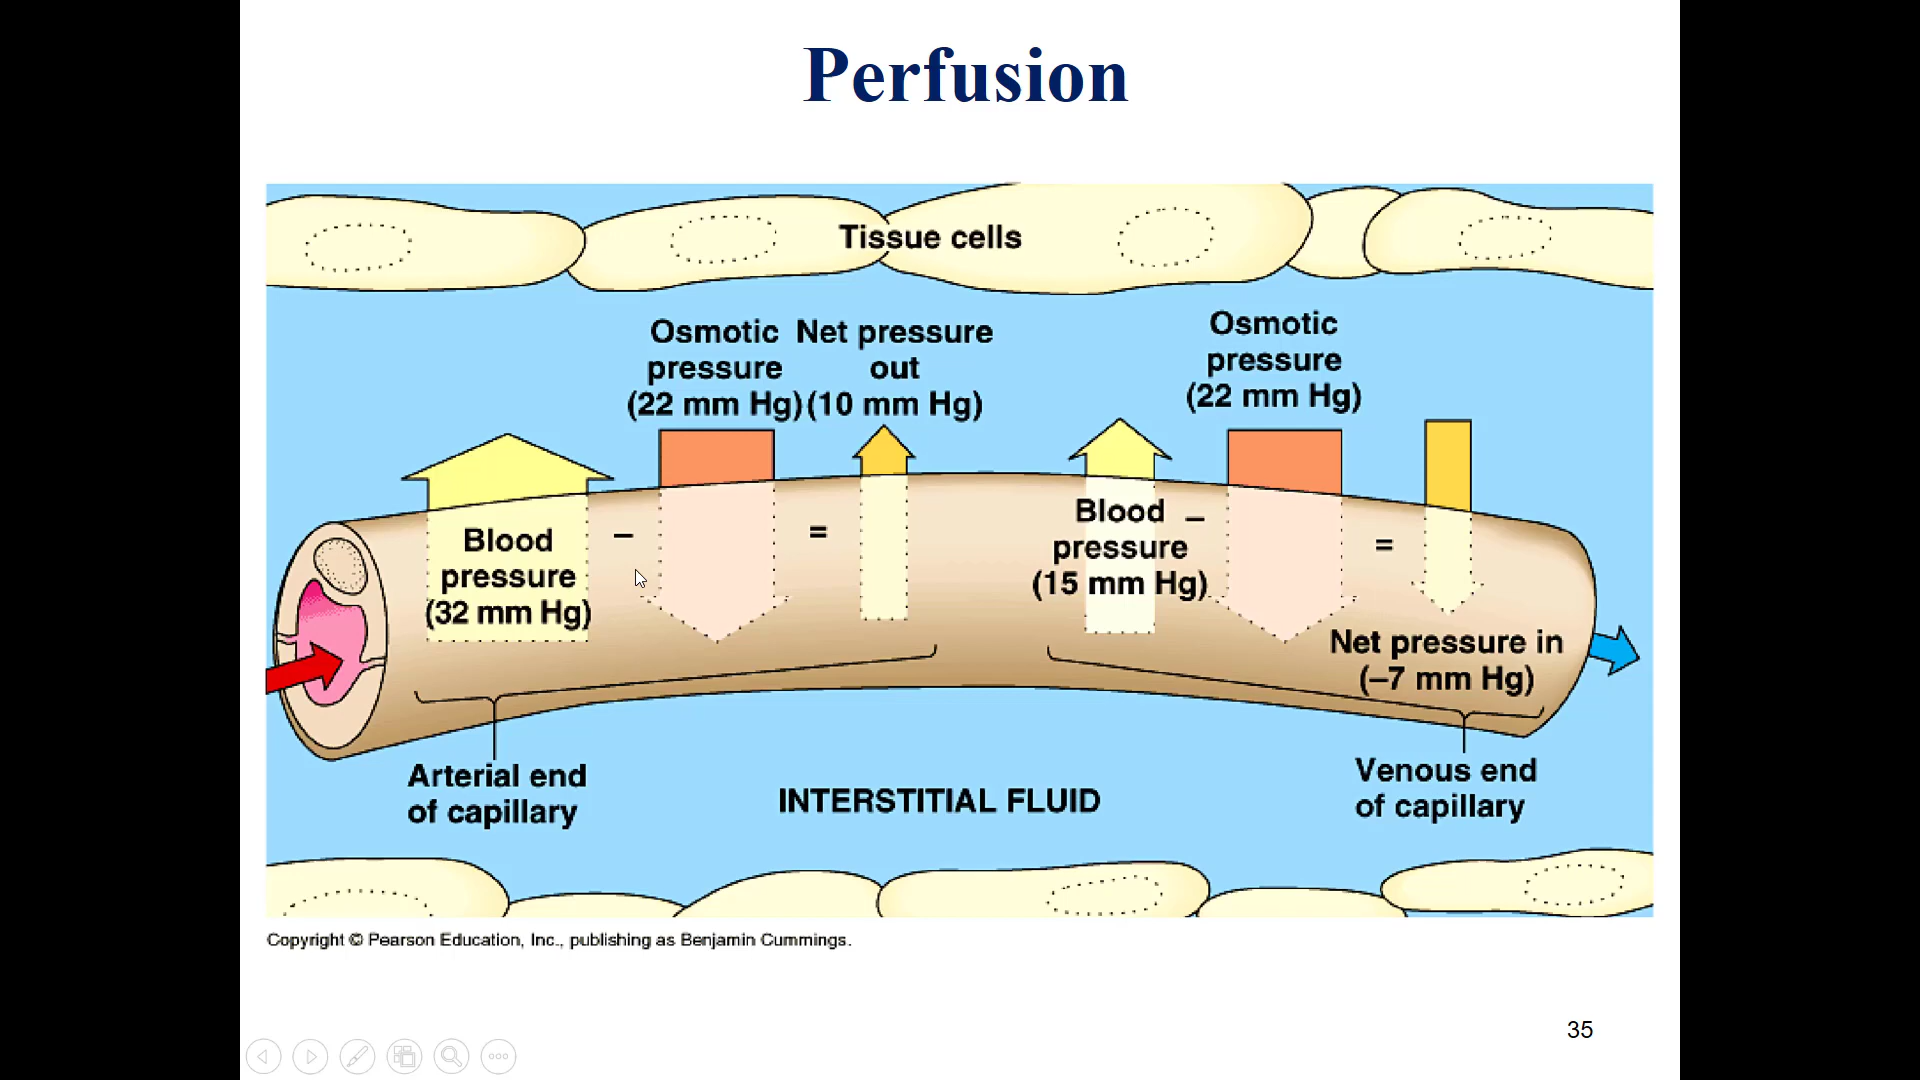 Perfusion
Tissue cells
Osmotic
pressure
(22 mm Hg)
Net pressure
out
(10 mm Hg)
Osmotic
pressure
(22 mm Hg)
Blood
pressure
(32 mm Hg)
–
=
Blood
pressure
(15 mm Hg)
–
=
Net pressure in
(–7 mm Hg)
Arterial end
of capillary
INTERSTITIAL FLUID
Venous end
of capillary
Copyright © Pearson Education, Inc., publishing as Benjamin Cummings.
35